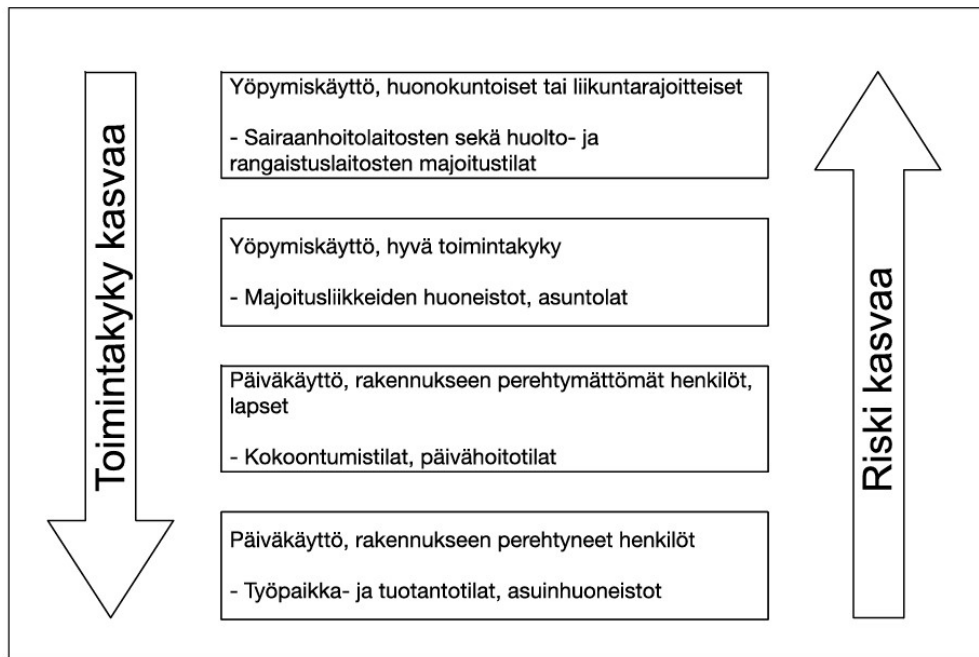 Toimintakyky kasvaa
Yöpymiskäyttö, huonokuntoiset tai liikuntarajoitteiset
- Sairaanhoitolaitosten sekä huolto- ja
rangaistuslaitosten majoitustilat
Yöpymiskäyttö, hyvä toimintakyky
- Majoitusliikkeiden huoneistot, asuntolat
Päiväkäyttö, rakennukseen perehtymättömät henkilöt,
lapset
- Kokoontumistilat, päivähoitotilat
Päiväkäyttö, rakennukseen perehtyneet henkilöt
- Työpaikka- ja tuotantotilat, asuinhuoneistot
Riski kasvaa